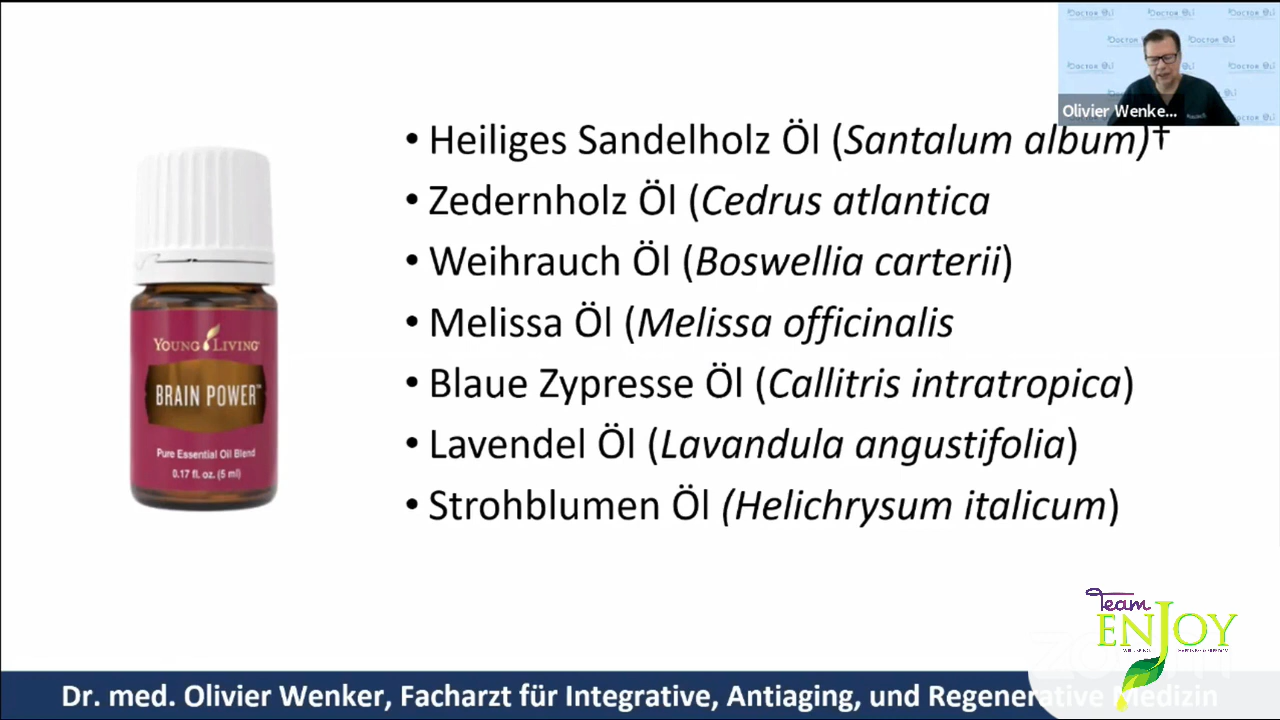 DOCTOR Oli
Olivier Wenke...
• Heiliges Sandelholz Öl (Santalum album)†
• Zedernholz Öl (Cedrus atlantica
• Weihrauch Öl (Boswellia carterii)
• Melissa Öl (Melissa officinalis
• Blaue Zypresse Öl (Callitris intratropica)
• Lavendel Öl (Lavandula angustifolia)
• Strohblumen Öl (Helichrysum italicum)
YOUNG LIVING
BRAIN POWER™
Pure Essential Oil Blend
0.17 fl. oz. (5 ml)
Team
ENJOY
zoom
Dr. med. Olivier Wenker, Facharzt für Integrative, Antiaging, und Regenerative Medizin